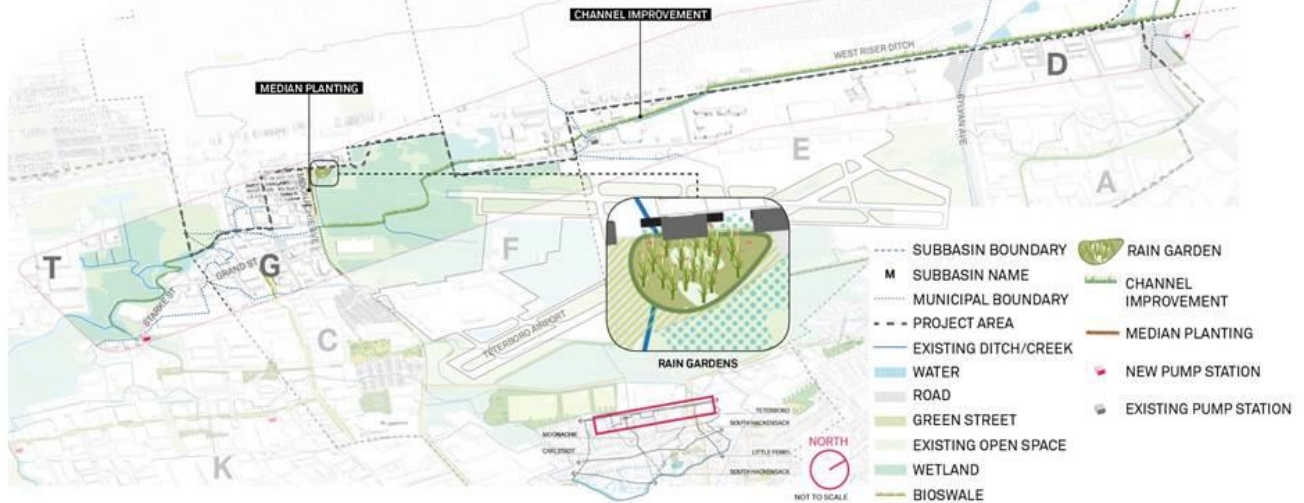 CHANNEL IMPROVEMENT
WEST RISER DITCH
D
MEDIAN PLANTING
SYLVAN AVE
E
A
F
T
G
GRAND ST
STARKE ST
C
TETERBORO AIRPORT
K
RAIN GARDENS
TETERBORO
SOUTH HACKENSACK
MOONACHIE
CARLSTADT
LITTLE FERRY
SOUTH HACKENSACK
NORTH
NOT TO SCALE
SUBBASIN BOUNDARY
M SUBBASIN NAME
MUNICIPAL BOUNDARY
PROJECT AREA
EXISTING DITCH/CREEK
WATER
ROAD
GREEN STREET
EXISTING OPEN SPACE
WETLAND
BIOSWALE
RAIN GARDEN
CHANNEL
IMPROVEMENT
MEDIAN PLANTING
NEW PUMP STATION
EXISTING PUMP STATION